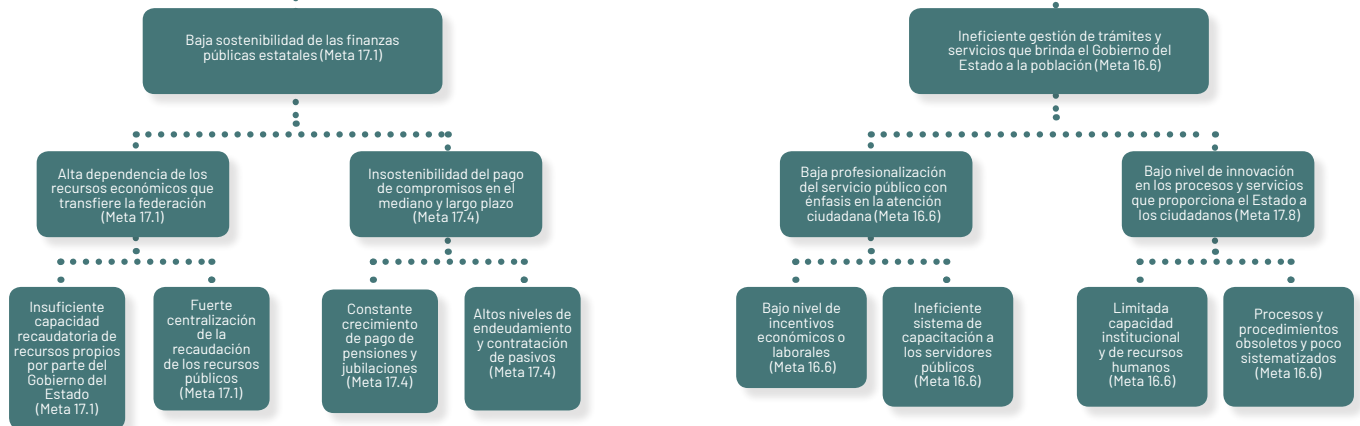 Baja sostenibilidad de las finanzas
públicas estatales (Meta 17.1)
Ineficiente gestión de trámites y
servicios que brinda el Gobierno del
Estado a la población (Meta 16.6)
Alta dependencia de los
recursos económicos que
transfiere la federación
(Meta 17.1)
Insostenibilidad del pago
de compromisos en el
mediano y largo plazo
(Meta 17.4)
Baja profesionalización
del servicio público con
énfasis en la atención
ciudadana (Meta 16.6)
Bajo nivel de innovación
en los procesos y servicios
que proporciona el Estado a
los ciudadanos (Meta 17.8)
Insuficiente
capacidad
recaudatoria de
recursos propios
por parte del
Gobierno del
Estado
(Meta 17.1)
Fuerte
centralización
de la
recaudación
de los recursos
públicos
(Meta 17.1)
Constante
crecimiento
de pago de
pensiones y
jubilaciones
(Meta 17.4)
Altos niveles de
endeudamiento
y contratación
de pasivos
(Meta 17.4)
Bajo nivel de
incentivos
económicos o
laborales
(Meta 16.6)
Ineficiente
sistema de
capacitación a
los servidores
públicos
(Meta 16.6)
Limitada
capacidad
institucional
y de recursos
humanos
(Meta 16.6)
Procesos y
procedimientos
obsoletos y poco
sistematizados
(Meta 16.6)